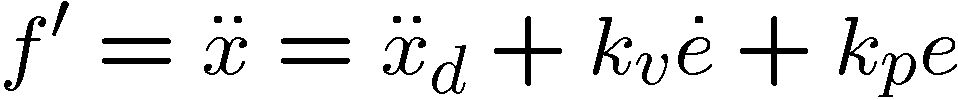 f′ = ẍ = ẍ_d + k_v ė + k_p e